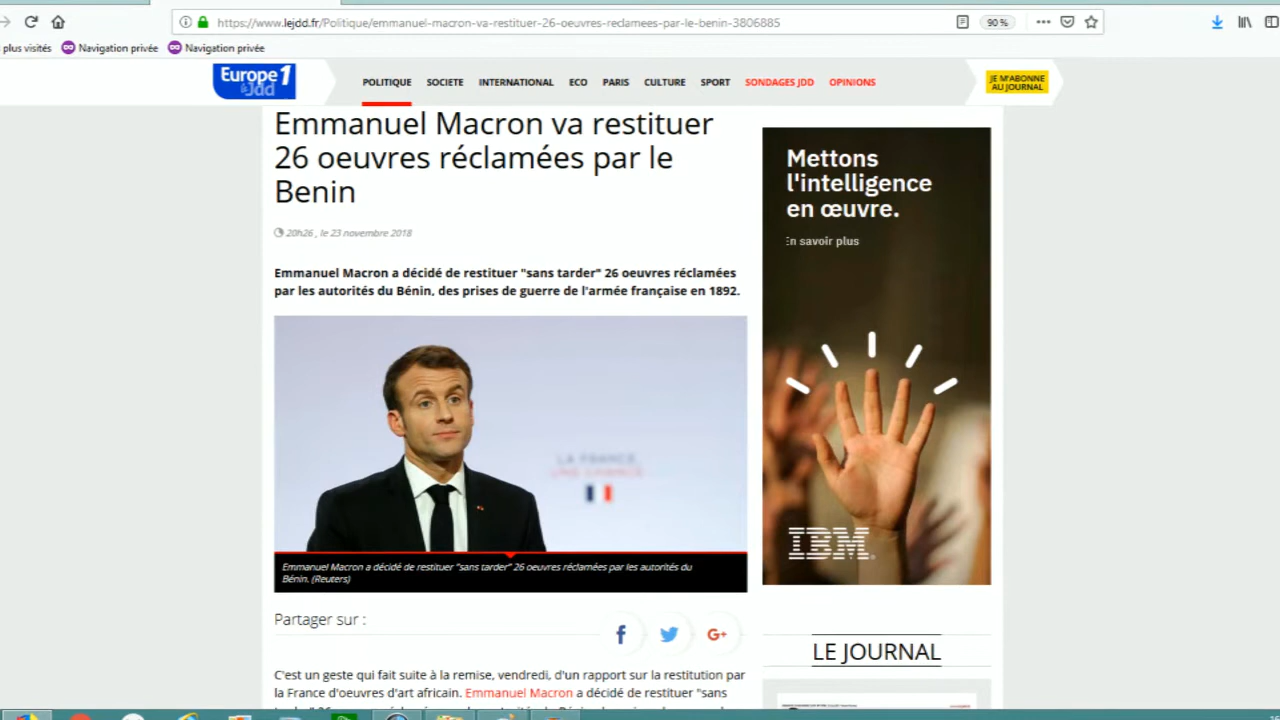 https://www.lejdd.fr/Politique/emmanuel-macron-va-restituer-26-oeuvres-reclamees-par-le-benin-3806885
90 %
plus visités
Navigation privée
Navigation privée
Europe 1
& Jdd
POLITIQUE
SOCIETE
INTERNATIONAL
ECO
PARIS
CULTURE
SPORT
SONDAGES JDD
OPINIONS
JE M'ABONNE
AU JOURNAL
Emmanuel Macron va restituer
26 oeuvres réclamées par le
Benin
20h26 , le 23 novembre 2018
Emmanuel Macron a décidé de restituer "sans tarder" 26 oeuvres réclamées
par les autorités du Bénin, des prises de guerre de l'armée française en 1892.
LA FRANCE,
UNE CHANCE
Emmanuel Macron a décidé de restituer "sans tarder" 26 oeuvres réclamées par les autorités du
Bénin. (Reuters)
Partager sur :
f
G+
C'est un geste qui fait suite à la remise, vendredi, d'un rapport sur la restitution par
la France d'oeuvres d'art africain. Emmanuel Macron a décidé de restituer "sans
Mettons
l'intelligence
en œuvre.
En savoir plus
IBM
LE JOURNAL